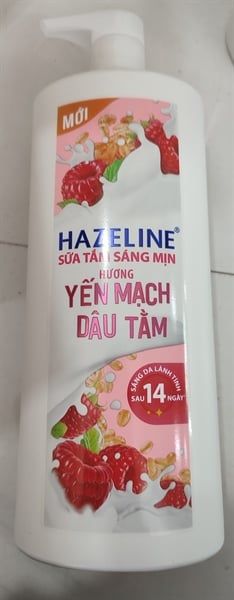 MỚI
HAZELINE®
SỮA TẮM SÁNG MỊN
HƯƠNG
YẾN MẠCH
DÂU TẰM
SÁNG DA LÀNH TÍNH
SAU 14 NGÀY*